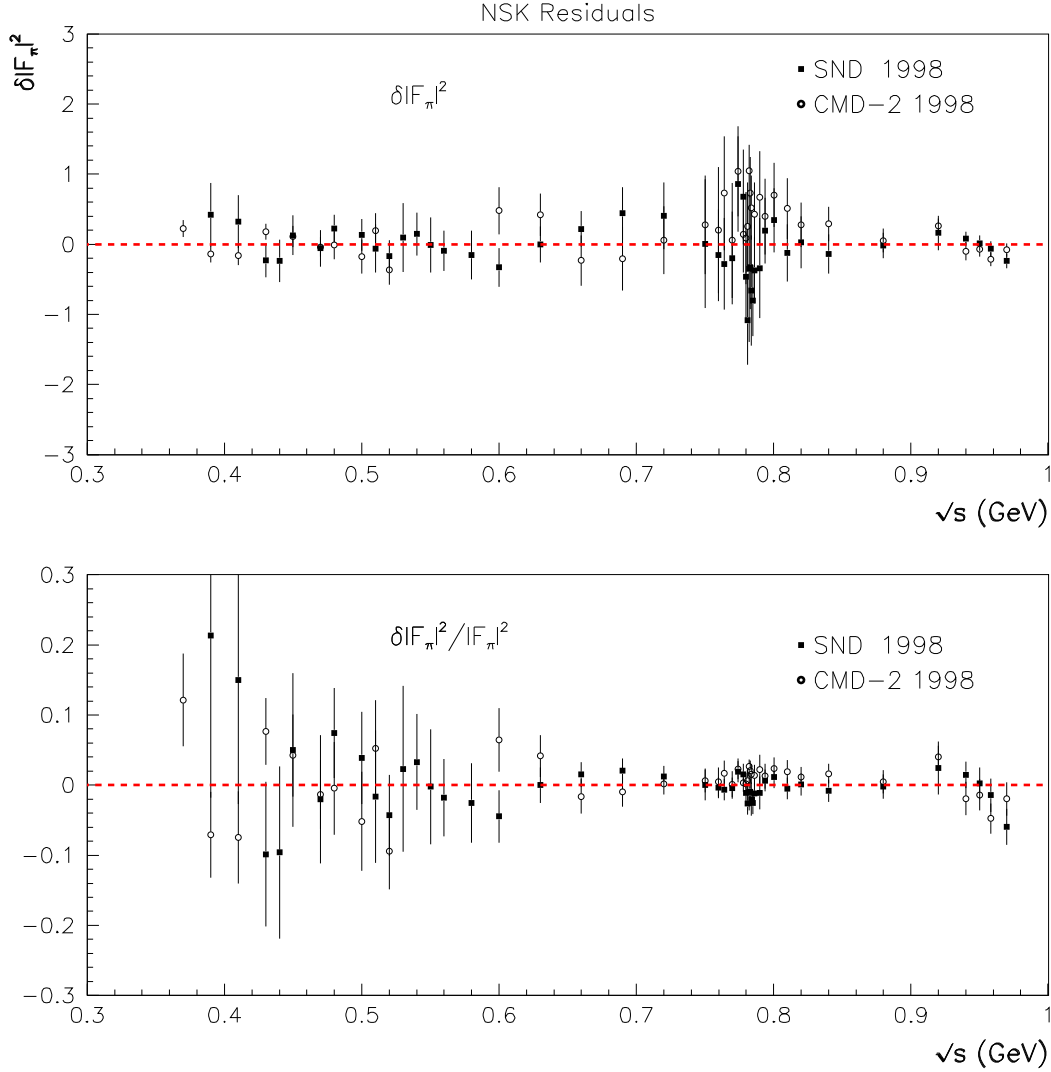 NSK Residuals
δ|F_π|²
δ|F_π|²
SND 1998
CMD−2 1998
3
2
1
0
−1
−2
−3
0.3 0.4 0.5 0.6 0.7 0.8 0.9 1
√s (GeV)
δ|F_π|²/|F_π|²
SND 1998
CMD−2 1998
0.3
0.2
0.1
0
−0.1
−0.2
−0.3
0.3 0.4 0.5 0.6 0.7 0.8 0.9 1
√s (GeV)